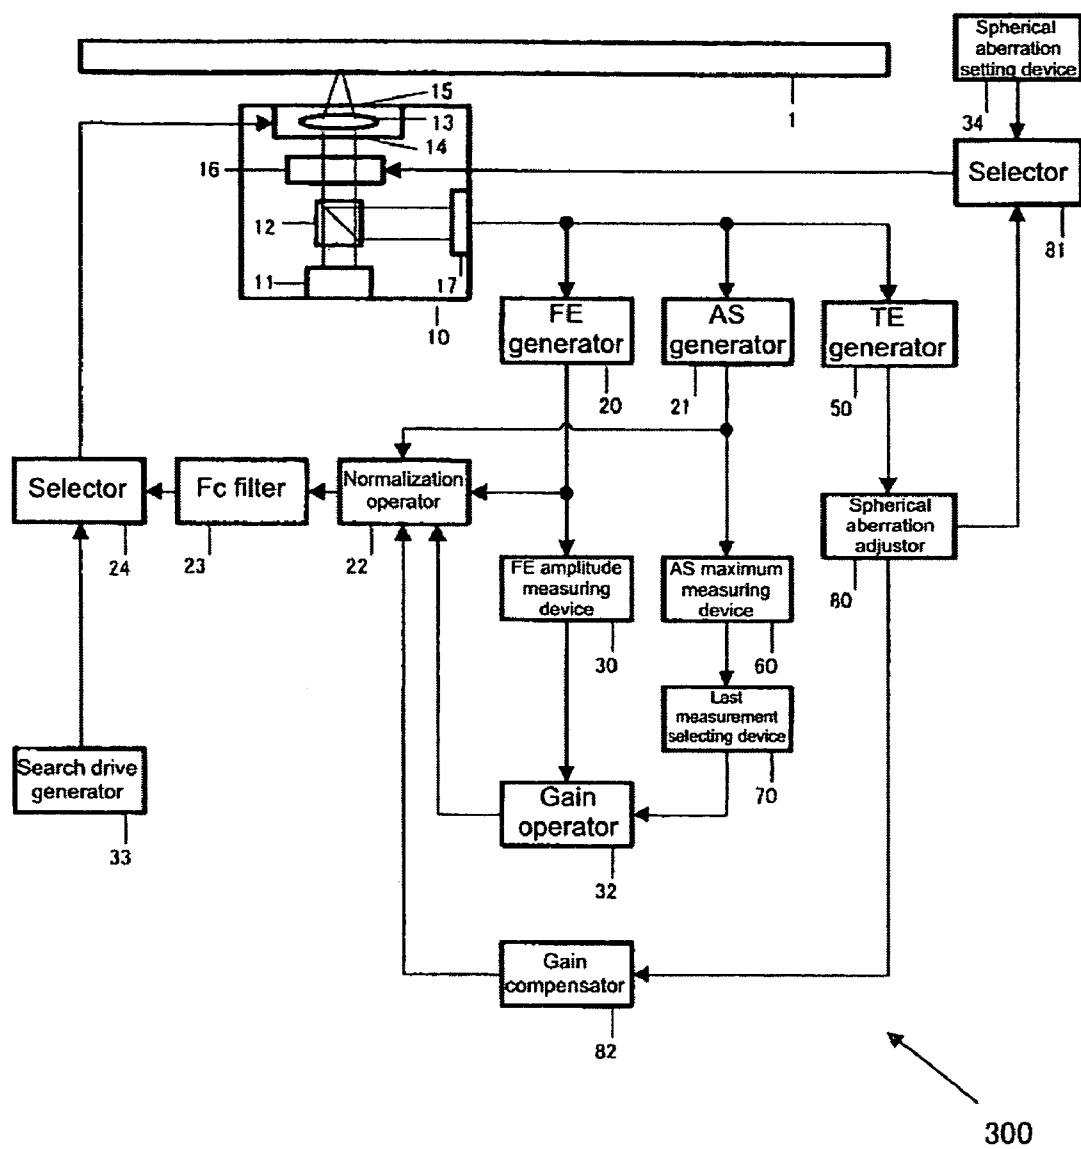 Spherical
aberration
setting device
34
1
15
13
14
16
12
11
17
10
Selector
81
FE
generator
20
AS
generator
21
TE
generator
50
Selector
24
Fc filter
23
Normalization
operator
22
FE amplitude
measuring
device
30
AS maximum
measuring
device
60
Spherical
aberration
adjustor
80
Last
measurement
selecting device
70
Search drive
generator
33
Gain
operator
32
Gain
compensator
82
300